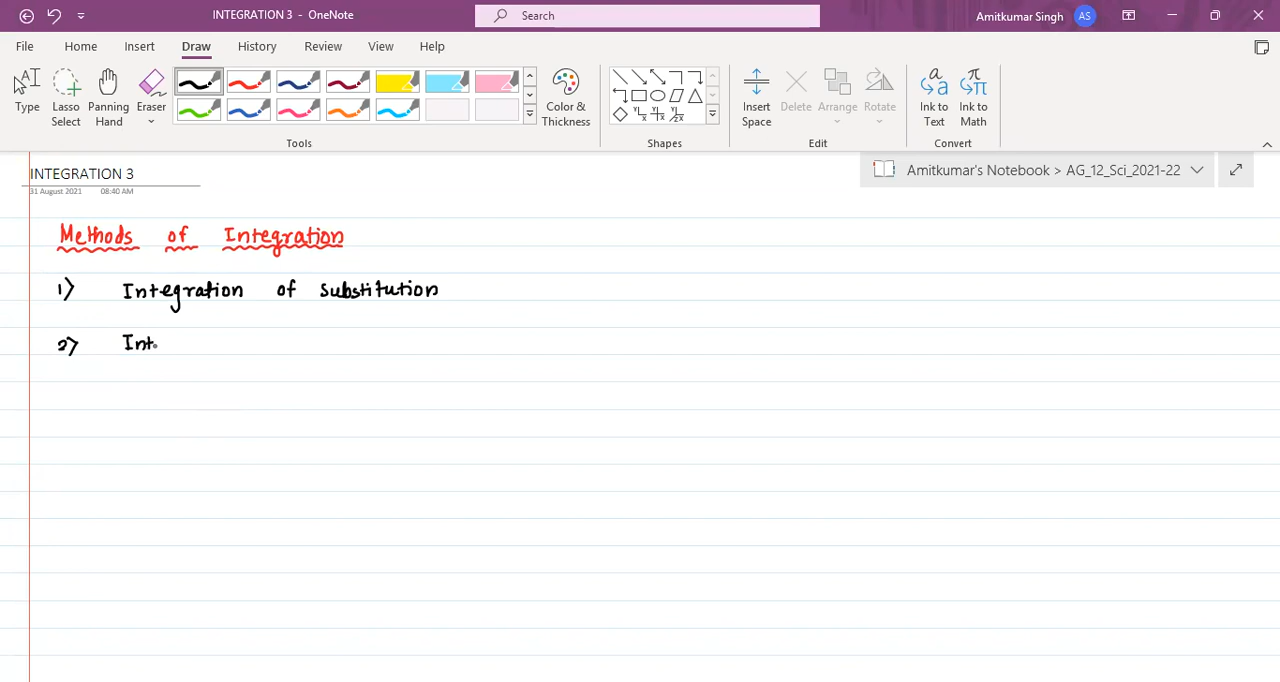 INTEGRATION 3 - OneNote
Search
Amitkumar Singh AS
File Home Insert Draw History Review View Help
Type Lasso Select Panning Hand Eraser Color & Thickness Insert Space Delete Arrange Rotate Ink to Text Ink to Math
Tools Shapes Edit Convert
INTEGRATION 3
Amitkumar's Notebook > AG_12_Sci_2021-22
31 August 2021 08:40 AM
Methods of Integration
1) Integration of Substitution
2) Int